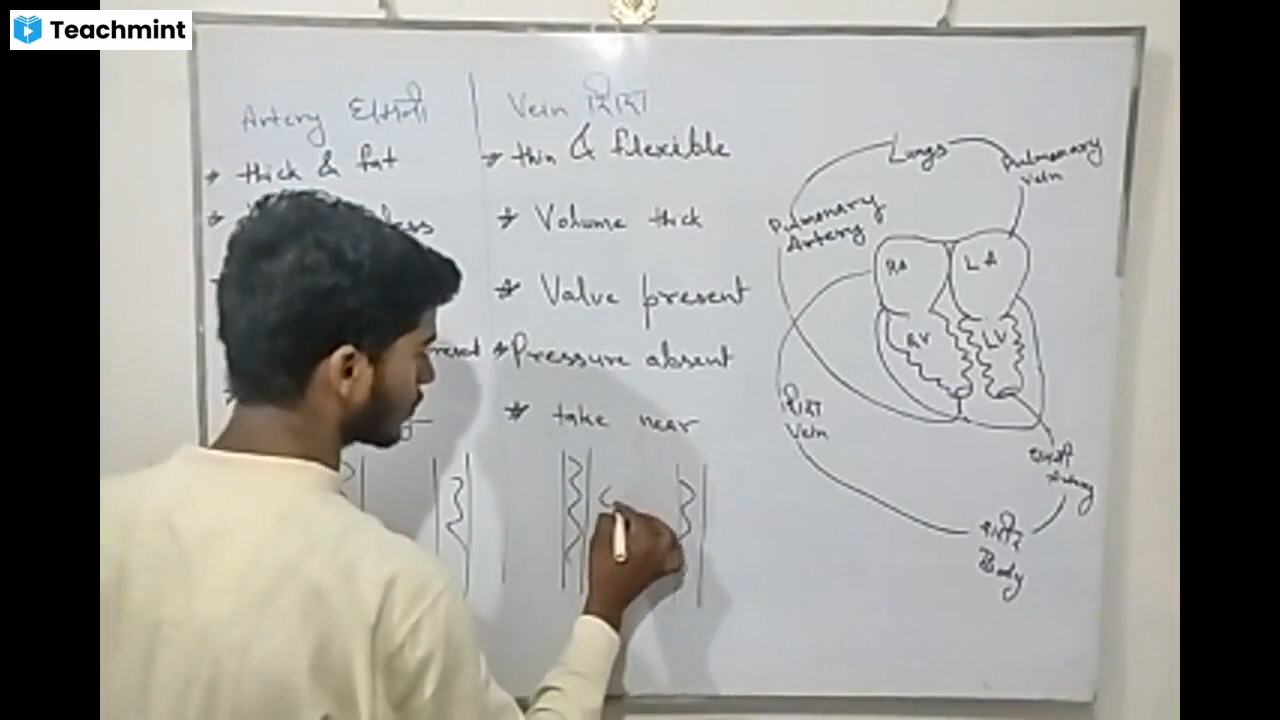 Teachmint
Artery धमनी
* thick & fat
Vein शिरा
* thin & flexible
* Volume thick
* Valve present
* Pressure absent
* take near
Lungs
Pulmonary
vein
Pulmonary
Artery
RA
LA
RV
LV
शिरा
Vein
धमनी
Artery
शरीर
Body